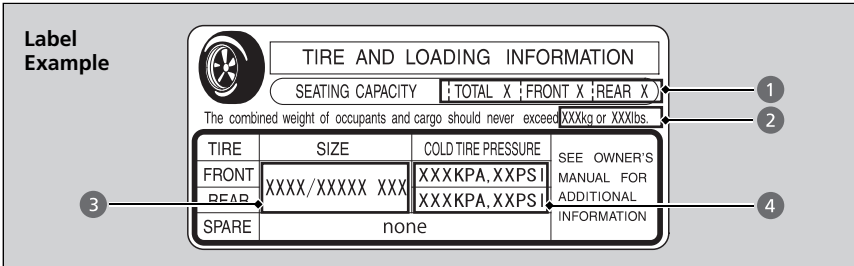 Label
Example
TIRE AND LOADING INFORMATION
SEATING CAPACITY TOTAL X FRONT X REAR X
1
The combined weight of occupants and cargo should never exceed XXXkg or XXXlbs.
2
TIRE SIZE COLD TIRE PRESSURE
SEE OWNER'S
MANUAL FOR
ADDITIONAL
INFORMATION
FRONT XXXX/XXXXX XXX XXXKPA,XXPSI
REAR XXXKPA,XXPSI
3
4
SPARE none